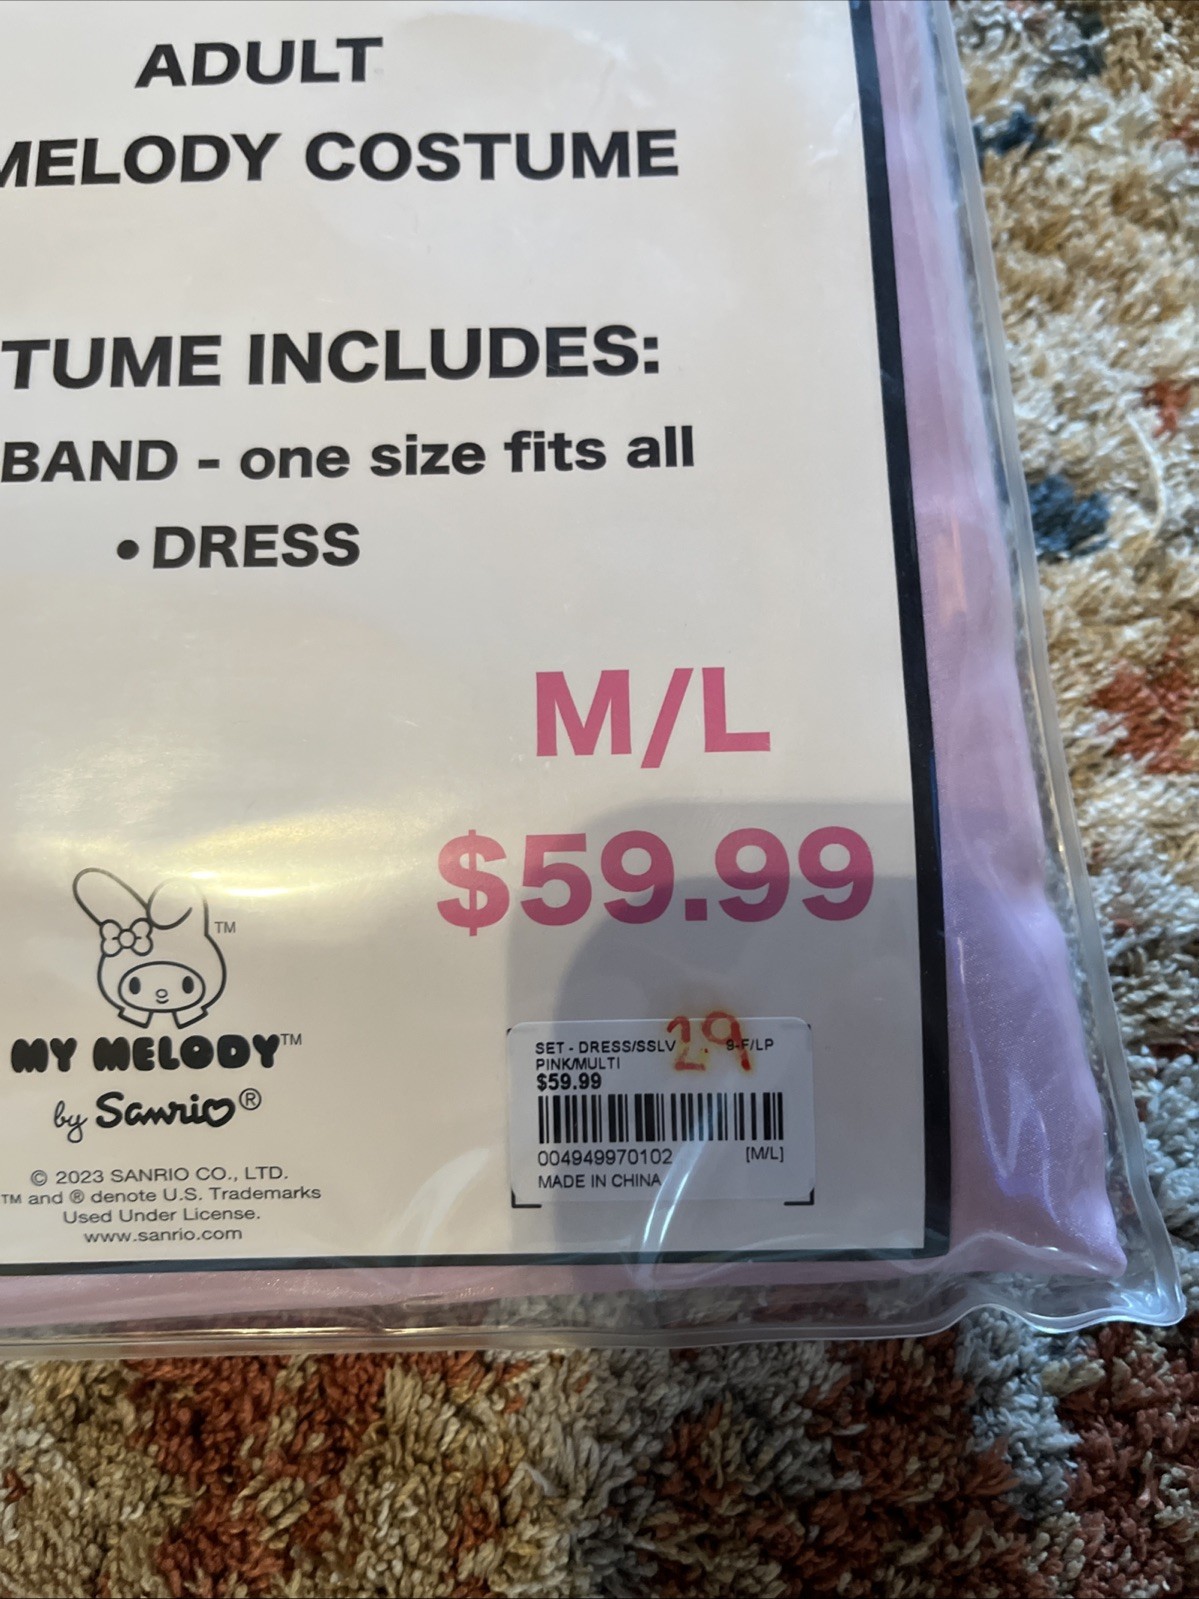 ADULT
MELODY COSTUME
TUME INCLUDES:
BAND - one size fits all
• DRESS
M/L
$59.99
TM
MY MELODY™
by Sanrio®
© 2023 SANRIO CO., LTD.
TM and ® denote U.S. Trademarks
Used Under License.
www.sanrio.com
29
SET - DRESS/SSLV 9-F/LP
PINK/MULTI
$59.99
004949970102 [M/L]
MADE IN CHINA